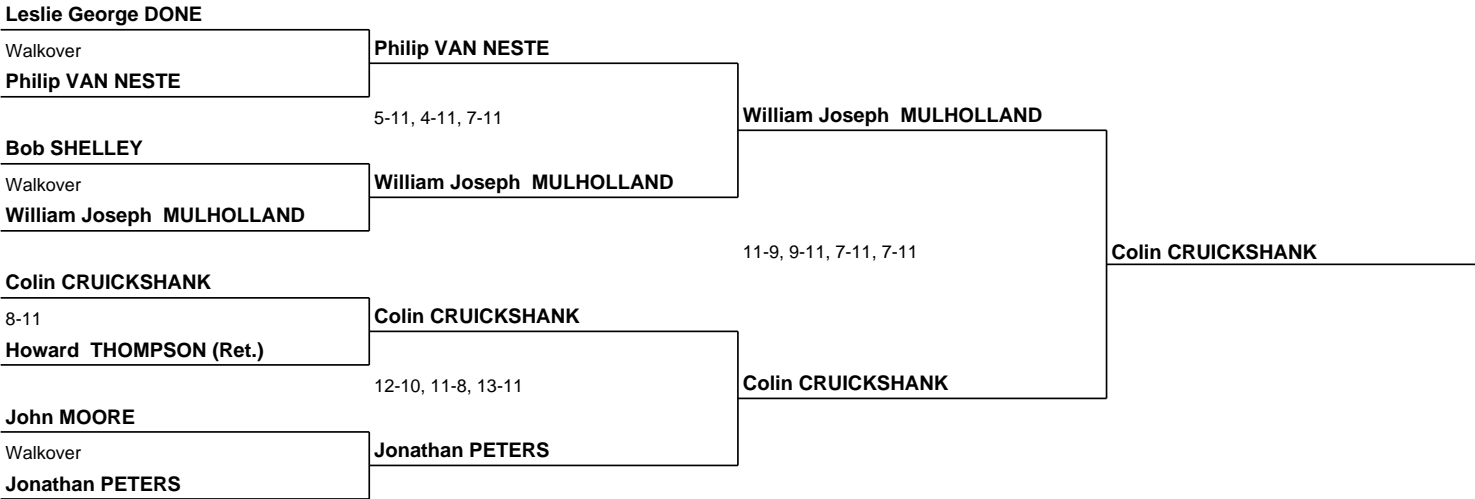 Leslie George DONE
Walkover
Philip VAN NESTE
Philip VAN NESTE
5-11, 4-11, 7-11
William Joseph  MULHOLLAND
Bob SHELLEY
Walkover
William Joseph  MULHOLLAND
William Joseph  MULHOLLAND
11-9, 9-11, 7-11, 7-11
Colin CRUICKSHANK
Colin CRUICKSHANK
8-11
Howard  THOMPSON (Ret.)
Colin CRUICKSHANK
12-10, 11-8, 13-11
Colin CRUICKSHANK
John MOORE
Walkover
Jonathan PETERS
Jonathan PETERS